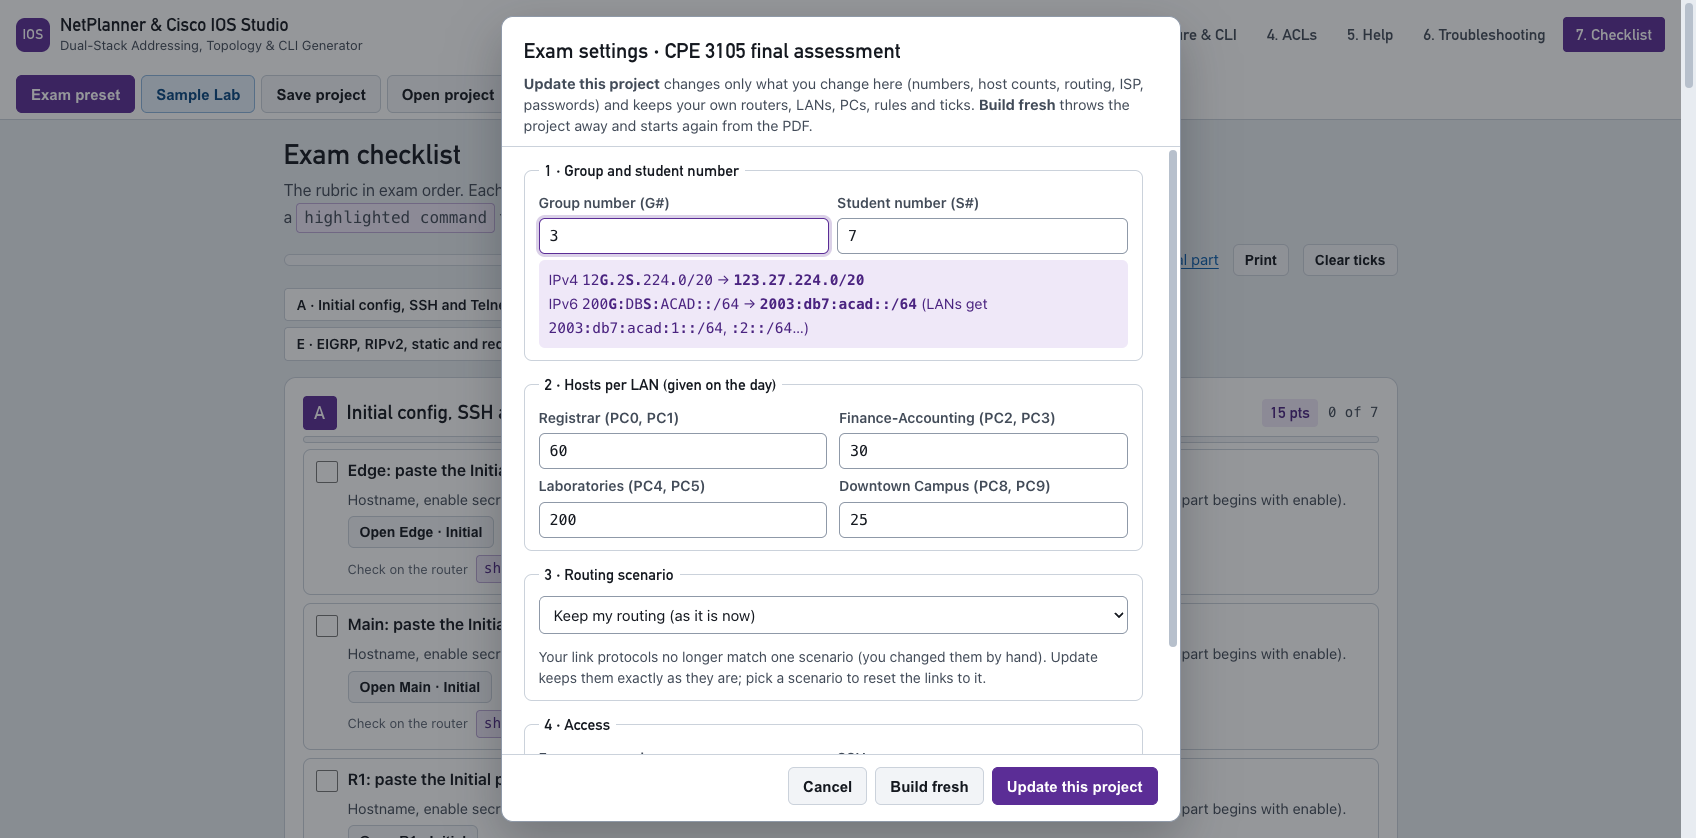 IOS
NetPlanner & Cisco IOS Studio
Dual-Stack Addressing, Topology & CLI Generator
re & CLI
4. ACLs
5. Help
6. Troubleshooting
7. Checklist
Exam preset
Sample Lab
Save project
Open project
Exam checklist
The rubric in exam order. Each
a highlighted command
al part
Print
Clear ticks
A · Initial config, SSH and Telne
E · EIGRP, RIPv2, static and red
A
Initial config, SSH a
15 pts
0 of 7
Edge: paste the Initia
Hostname, enable secr
part begins with enable).
Open Edge · Initial
Check on the router
sh
Main: paste the Initia
Hostname, enable secr
part begins with enable).
Open Main · Initial
Check on the router
sh
R1: paste the Initial p
Hostname, enable secr
part begins with enable).
Exam settings · CPE 3105 final assessment
Update this project changes only what you change here (numbers, host counts, routing, ISP,
passwords) and keeps your own routers, LANs, PCs, rules and ticks. Build fresh throws the
project away and starts again from the PDF.
1 · Group and student number
Group number (G#)
Student number (S#)
3
7
IPv4 12G.2S.224.0/20 → 123.27.224.0/20
IPv6 200G:DBS:ACAD::/64 → 2003:db7:acad::/64 (LANs get
2003:db7:acad:1::/64, :2::/64…)
2 · Hosts per LAN (given on the day)
Registrar (PC0, PC1)
Finance-Accounting (PC2, PC3)
60
30
Laboratories (PC4, PC5)
Downtown Campus (PC8, PC9)
200
25
3 · Routing scenario
Keep my routing (as it is now)
Your link protocols no longer match one scenario (you changed them by hand). Update
keeps them exactly as they are; pick a scenario to reset the links to it.
4 · Access
Cancel
Build fresh
Update this project